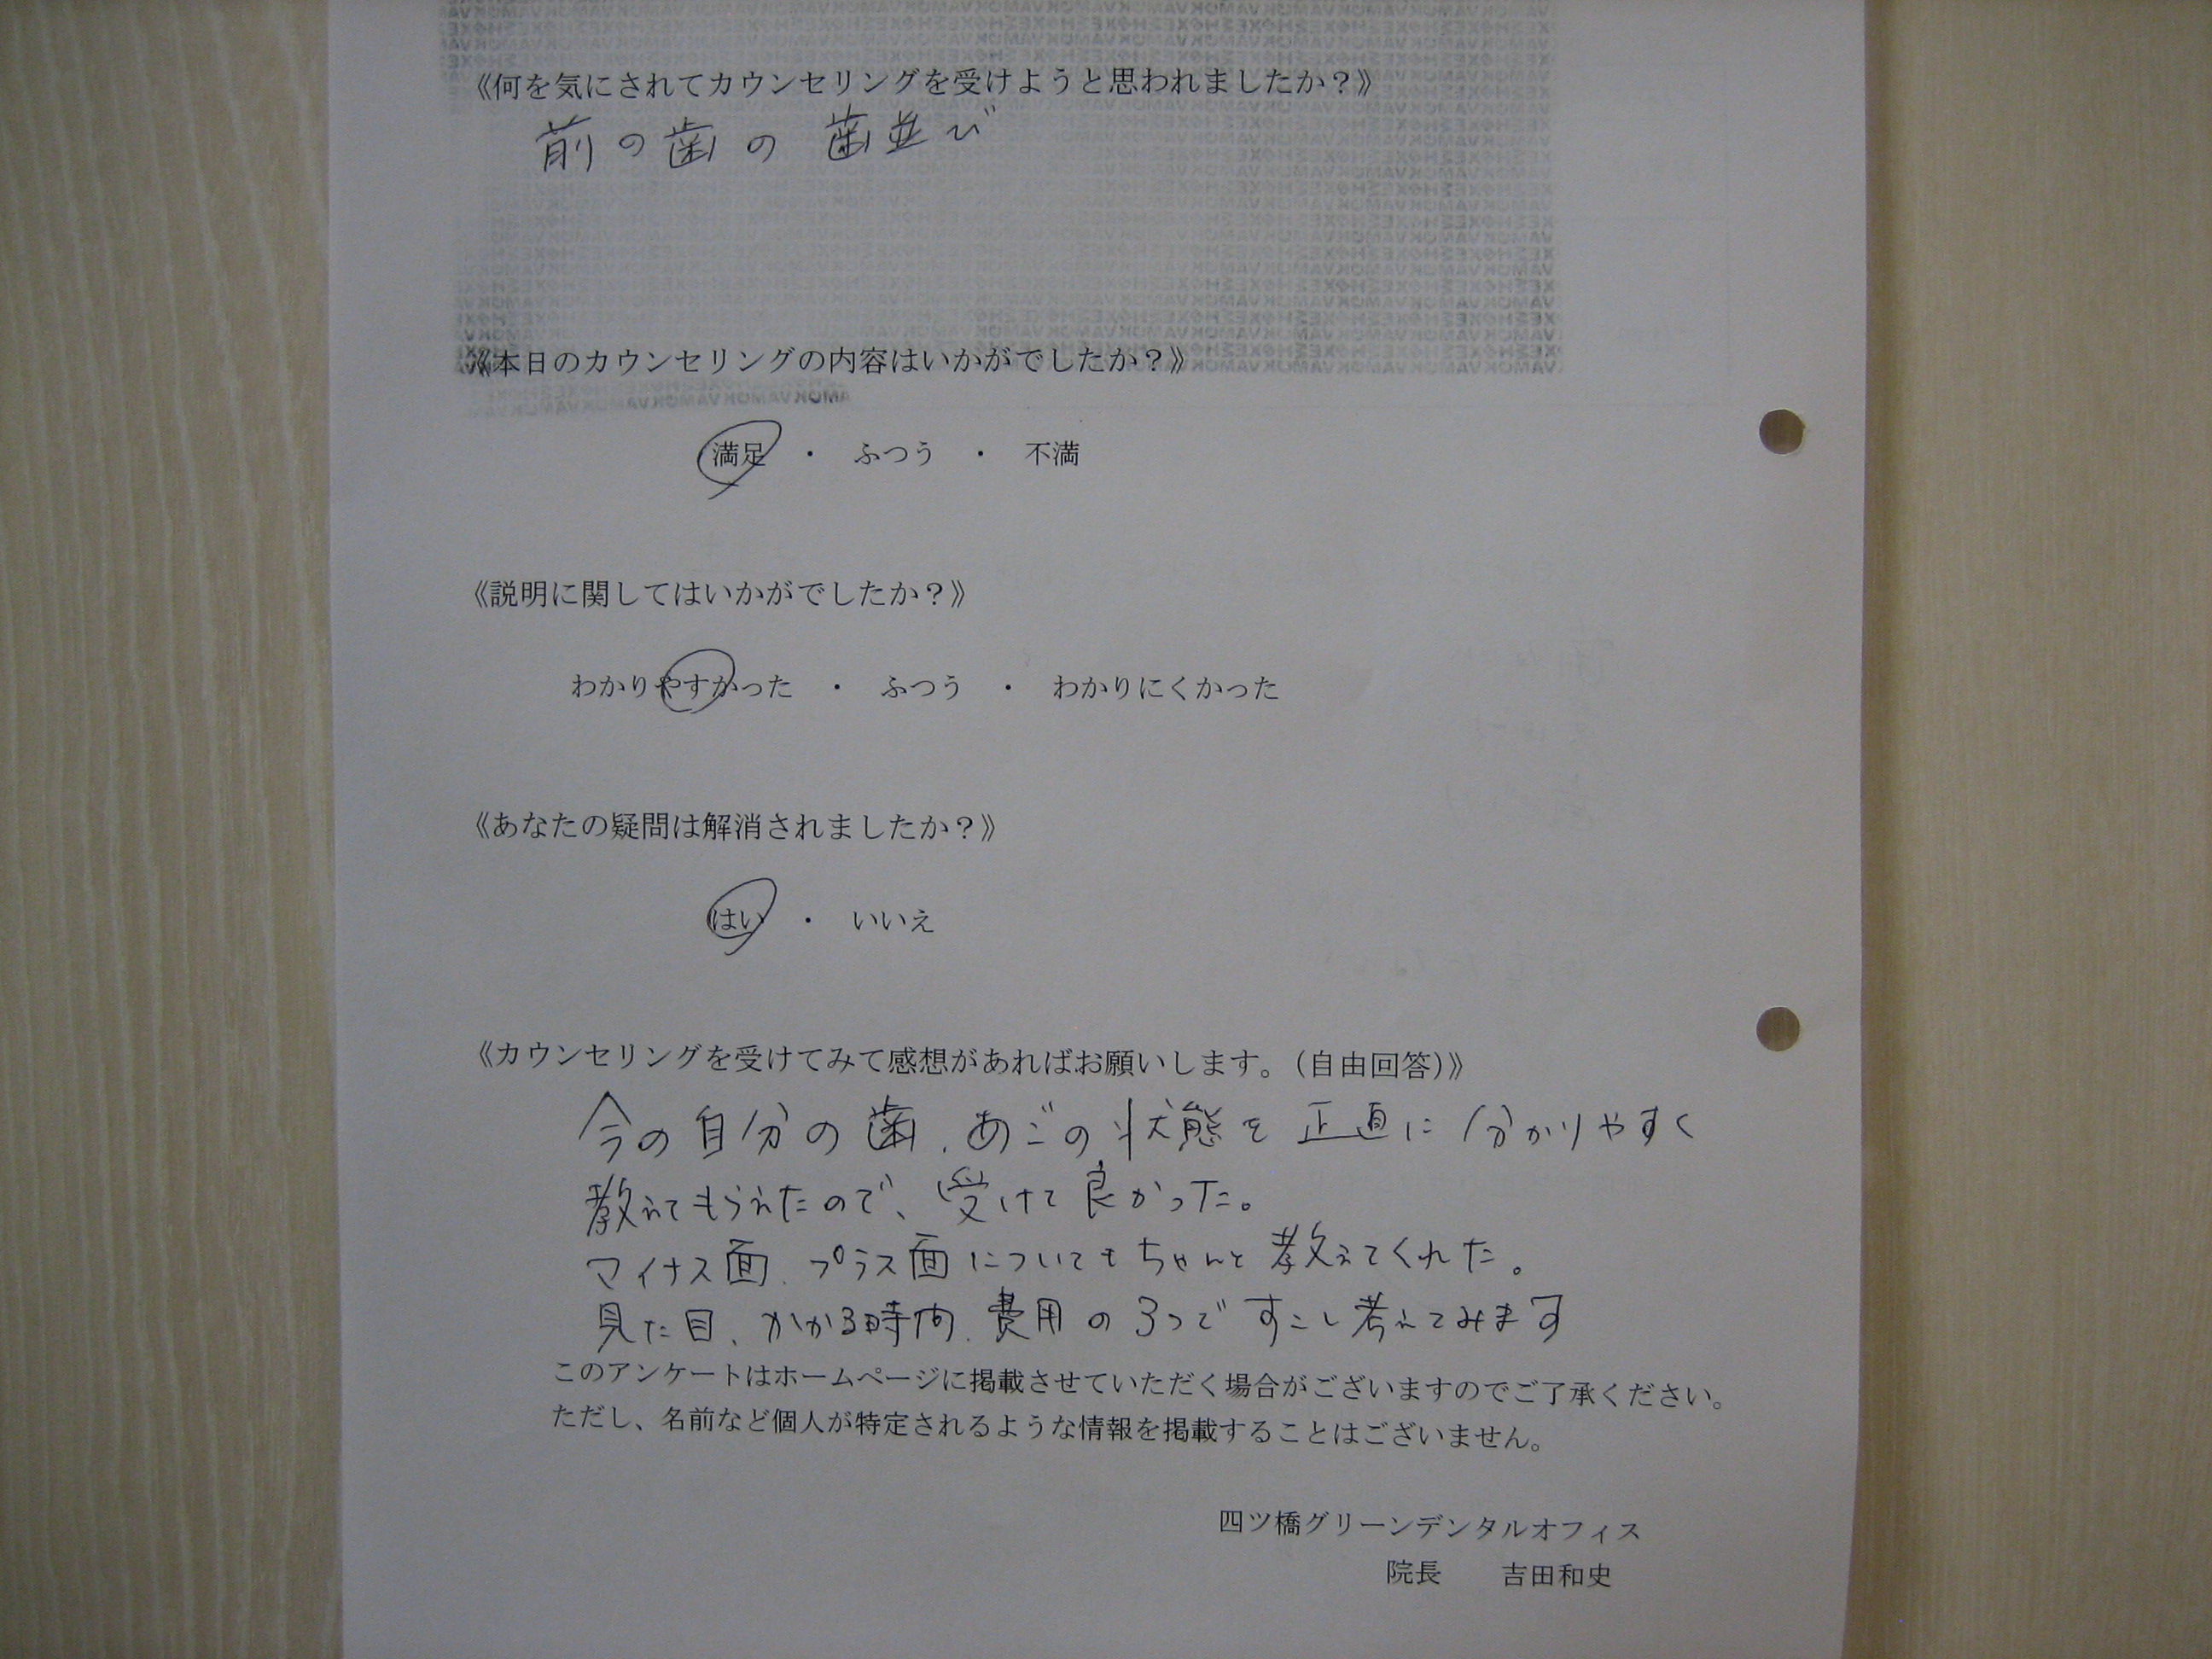 《何を気にされてカウンセリングを受けようと思われましたか？》
前の歯の歯並び
《本日のカウンセリングの内容はいかがでしたか？》
満足　・　ふつう　・　不満
《説明に関してはいかがでしたか？》
わかりやすかった　・　ふつう　・　わかりにくかった
《あなたの疑問は解消されましたか？》
はい　・　いいえ
《カウンセリングを受けてみて感想があればお願いします。（自由回答）》
今の自分の歯、あごの状態を正直に分かりやすく
教えてもらえたので、受けて良かった。
マイナス面、プラス面についてもちゃんと教えてくれた。
見た目、かかる時間、費用の3つですこし考えてみます
このアンケートはホームページに掲載させていただく場合がございますのでご了承ください。
ただし、名前など個人が特定されるような情報を掲載することはございません。
四ツ橋グリーンデンタルオフィス
院長　　吉田和史